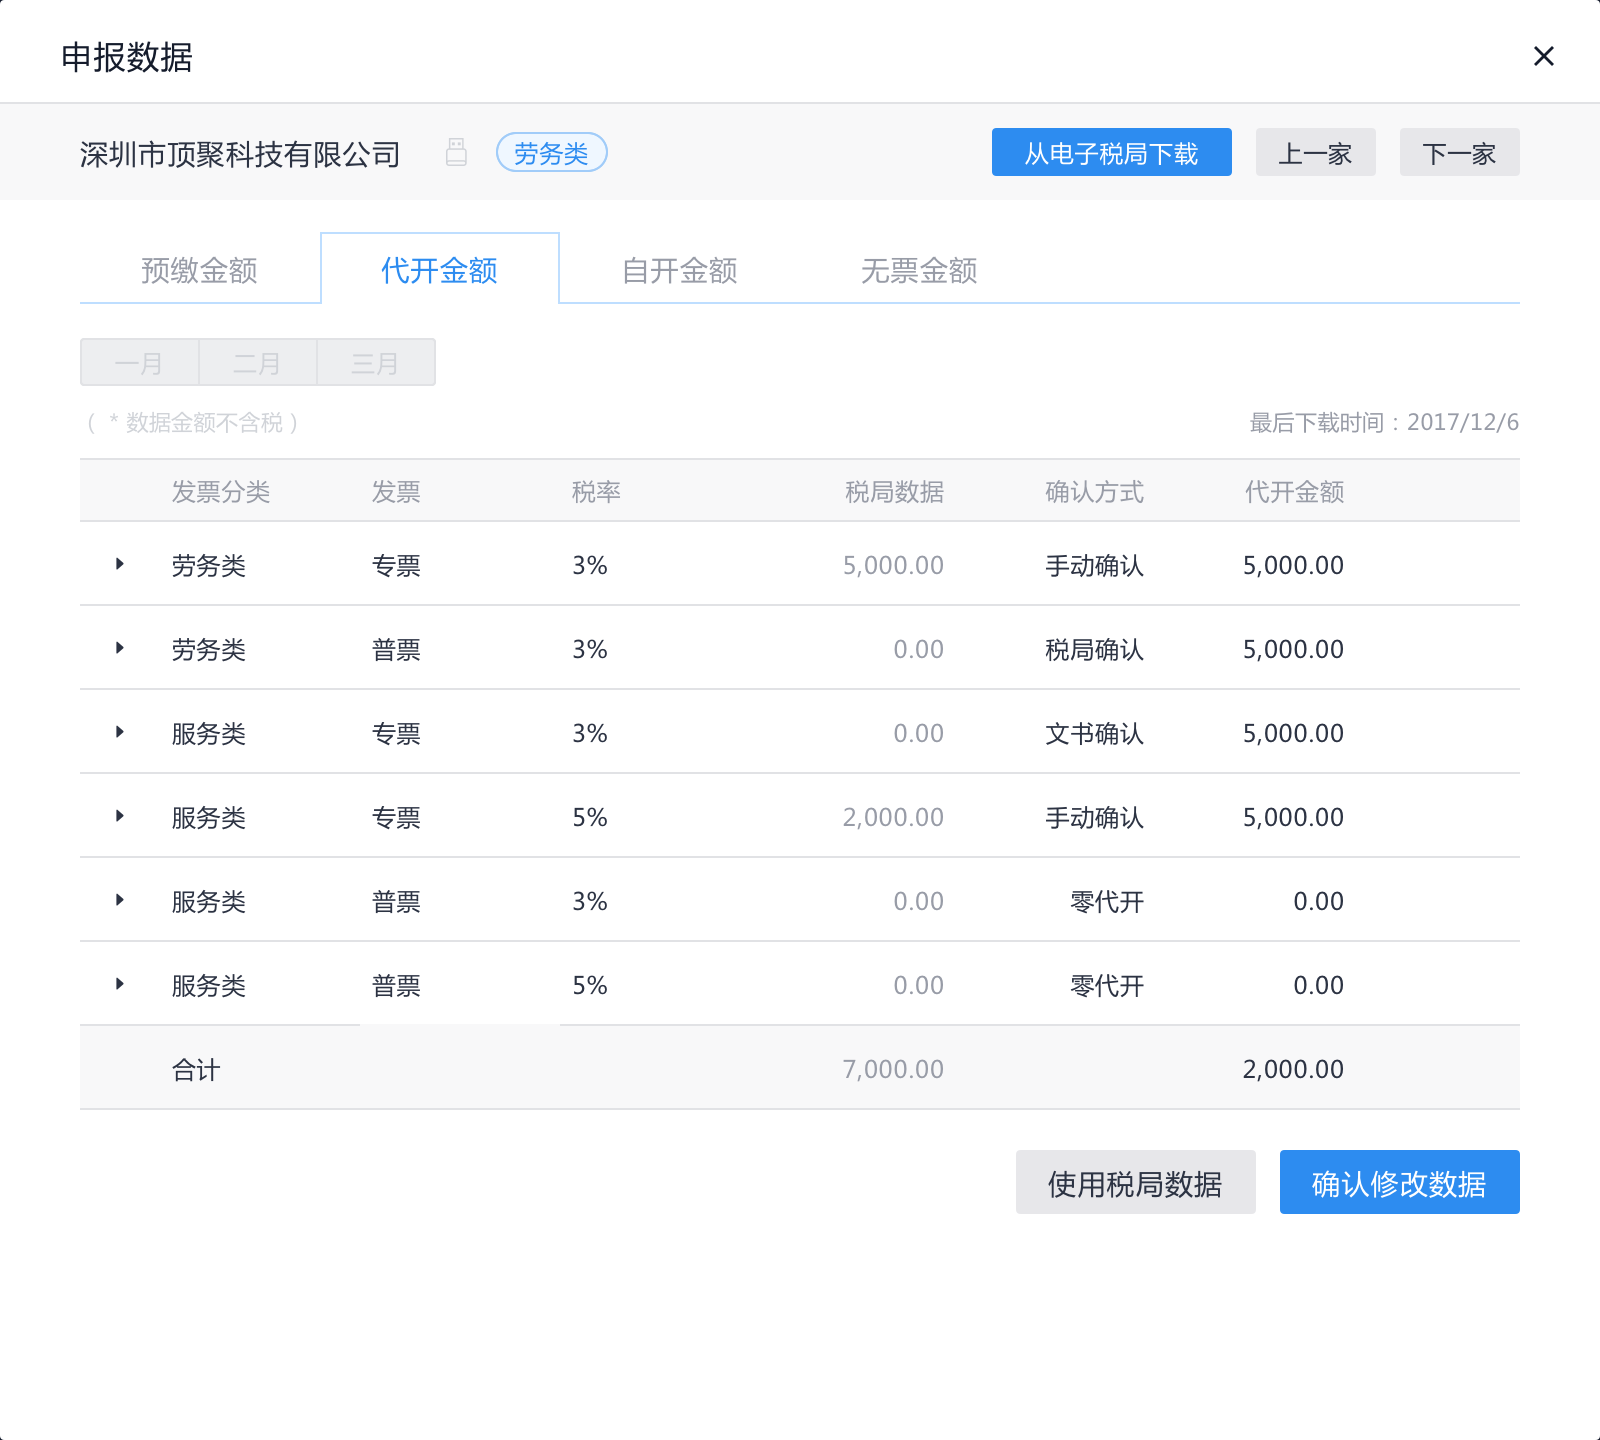 申报数据
深圳市顶聚科技有限公司 劳务类 从电子税局下载 上一家 下一家
预缴金额 代开金额 自开金额 无票金额
一月 二月 三月
( * 数据金额不含税 ) 最后下载时间：2017/12/6
发票分类 发票 税率 税局数据 确认方式 代开金额
劳务类 专票 3% 5,000.00 手动确认 5,000.00
劳务类 普票 3% 0.00 税局确认 5,000.00
服务类 专票 3% 0.00 文书确认 5,000.00
服务类 专票 5% 2,000.00 手动确认 5,000.00
服务类 普票 3% 0.00 零代开 0.00
服务类 普票 5% 0.00 零代开 0.00
合计 7,000.00 2,000.00
使用税局数据 确认修改数据